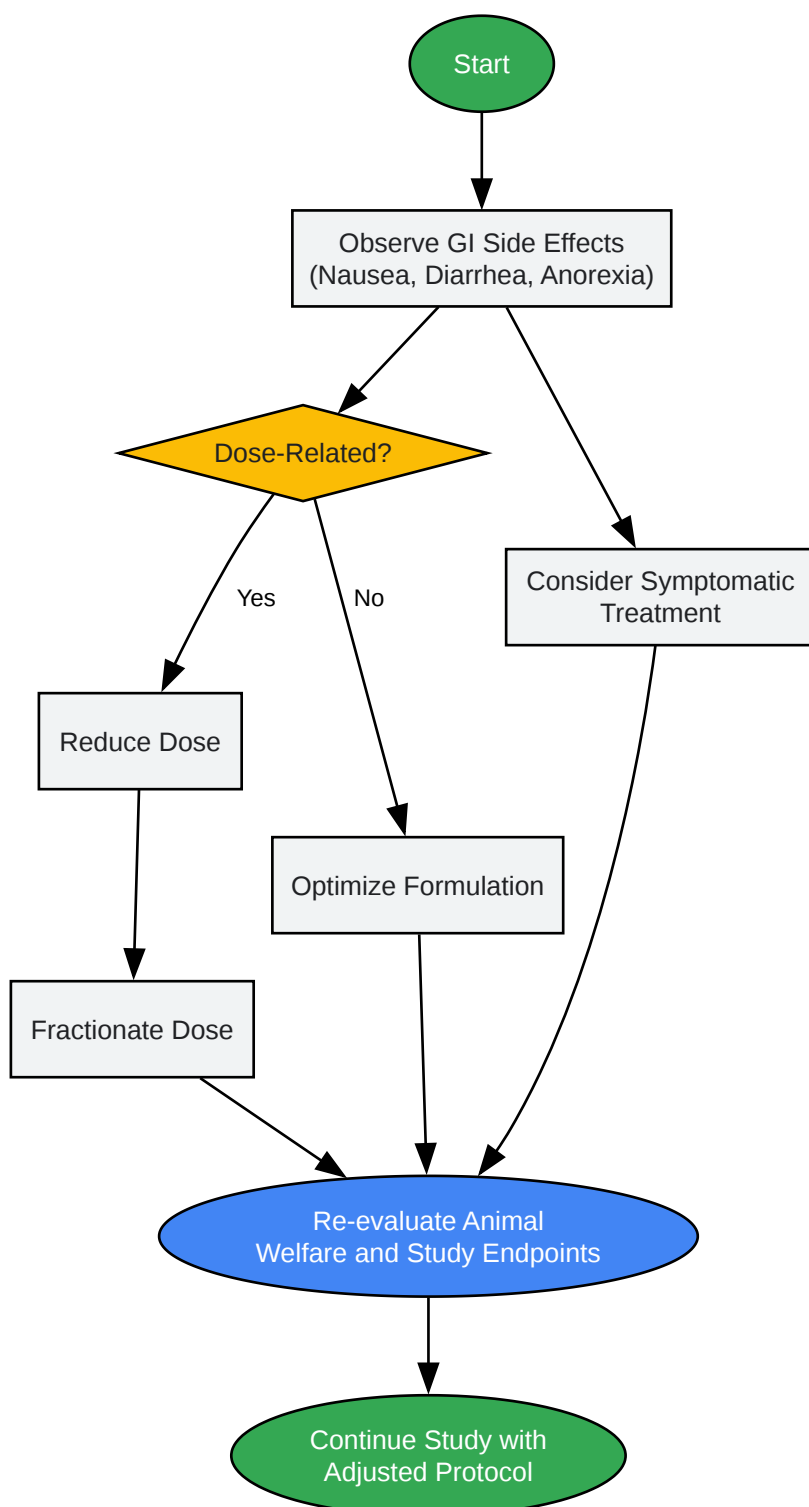 Start
Observe GI Side Effects
(Nausea, Diarrhea, Anorexia)
Dose-Related?
Consider Symptomatic
Treatment
Yes
No
Reduce Dose
Optimize Formulation
Fractionate Dose
Re-evaluate Animal
Welfare and Study Endpoints
Continue Study with
Adjusted Protocol